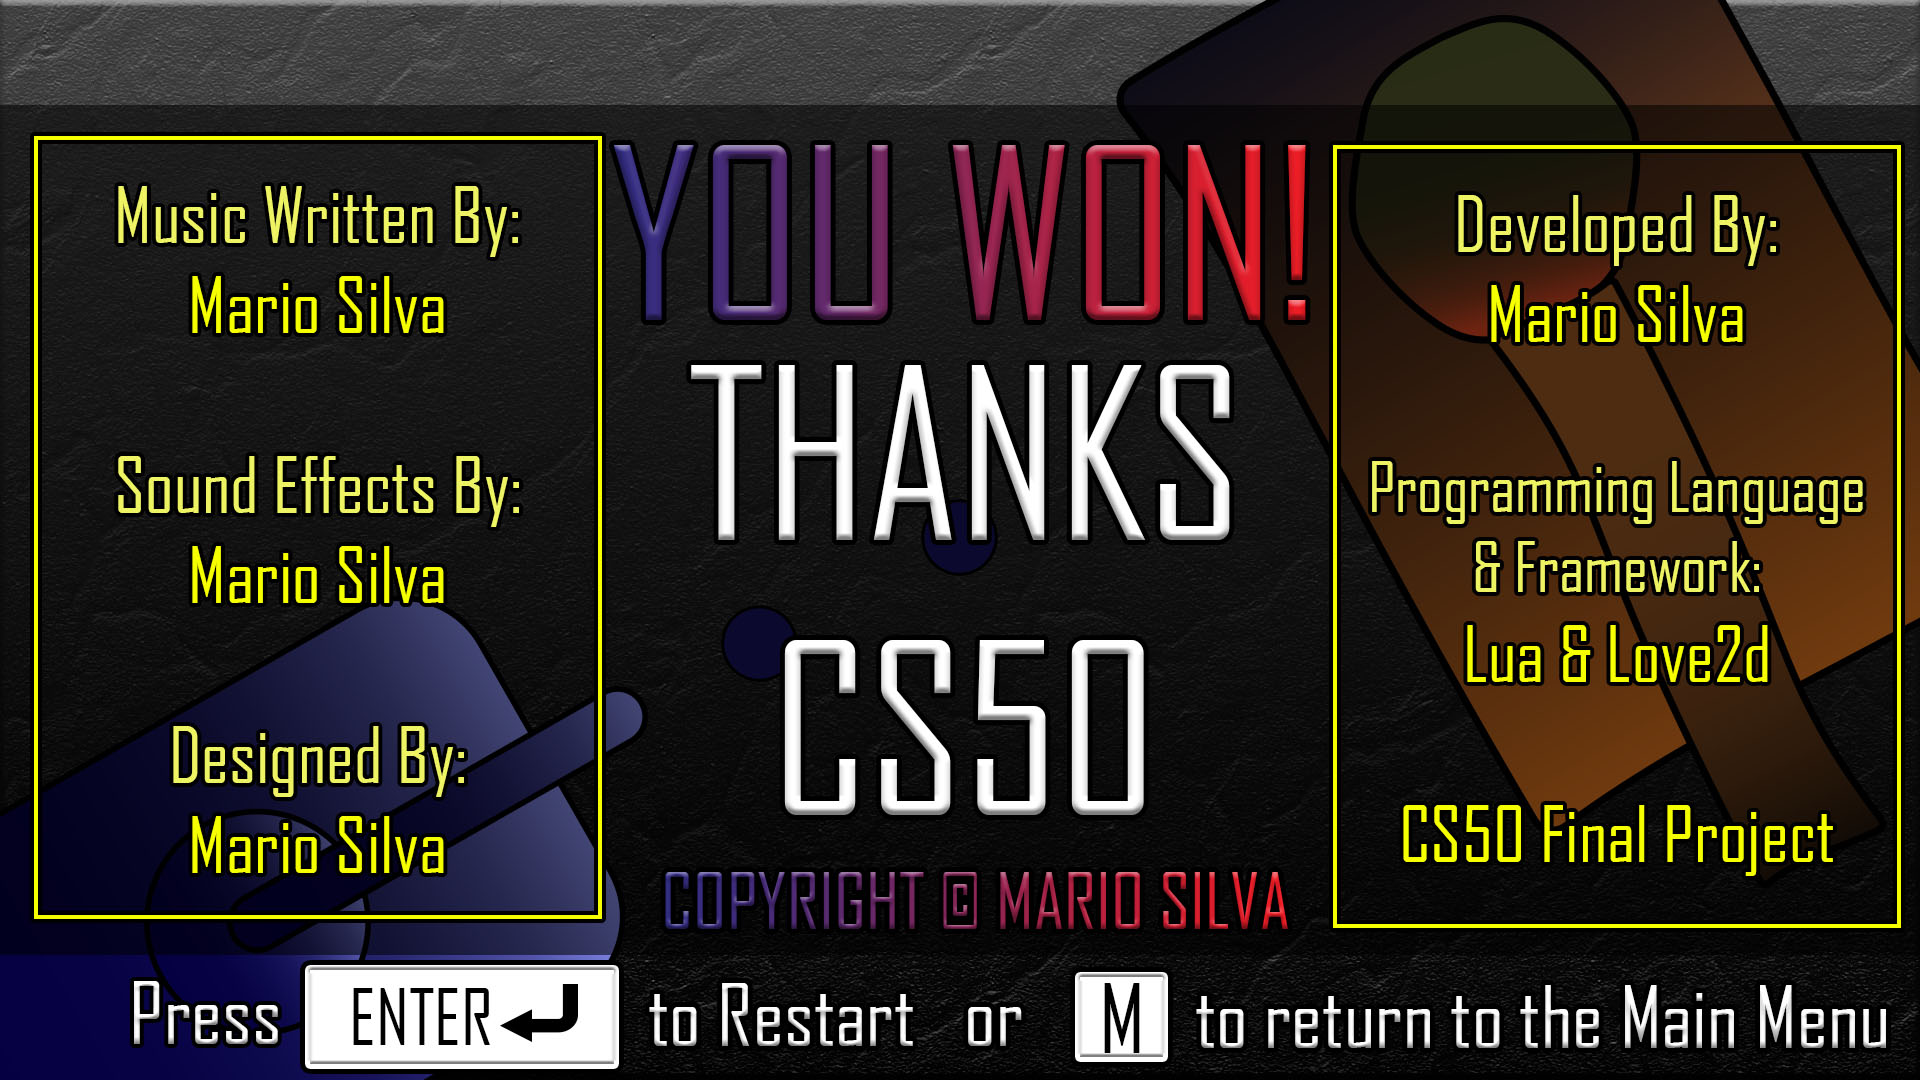 YOU WON!
THANKS
CS50
COPYRIGHT © MARIO SILVA
Music Written By:
Mario Silva
Sound Effects By:
Mario Silva
Designed By:
Mario Silva
Developed By:
Mario Silva
Programming Language
& Framework:
Lua & Love2d
CS50 Final Project
Press ENTER to Restart or M to return to the Main Menu